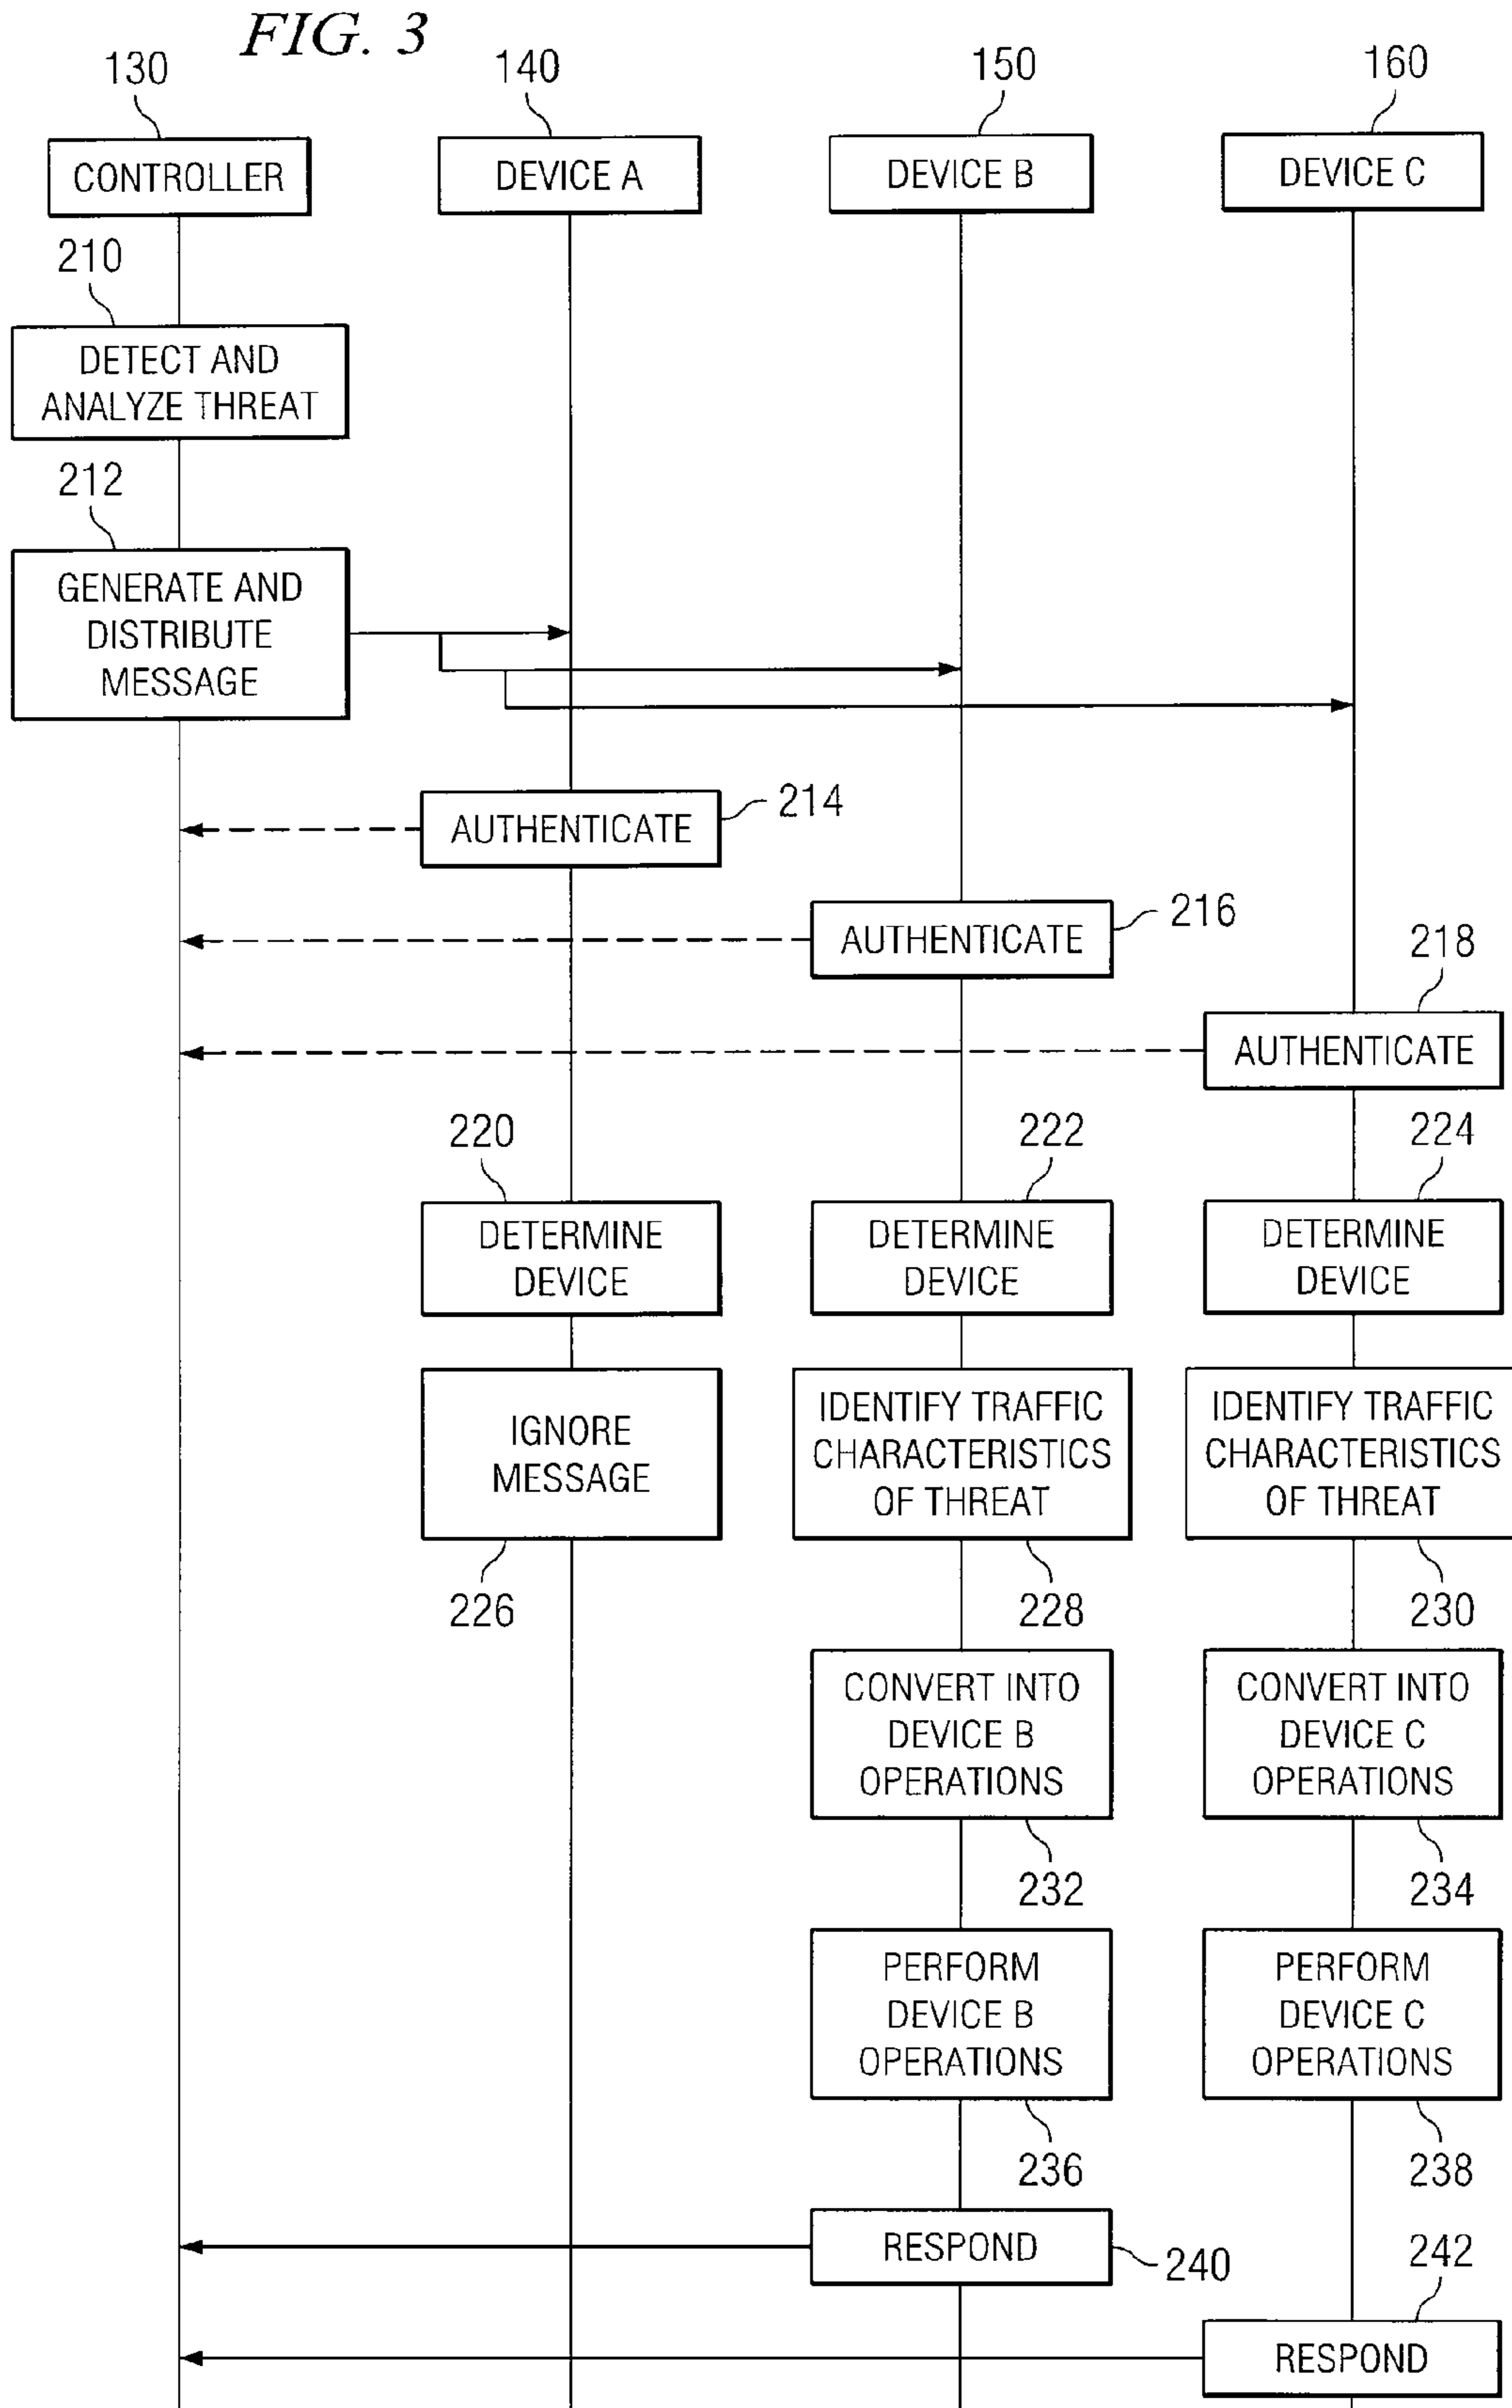 FIG. 3
130
140
150
160
CONTROLLER
DEVICE A
DEVICE B
DEVICE C
210
DETECT AND
ANALYZE THREAT
212
GENERATE AND
DISTRIBUTE
MESSAGE
AUTHENTICATE
214
AUTHENTICATE
216
218
AUTHENTICATE
220
222
224
DETERMINE
DEVICE
DETERMINE
DEVICE
DETERMINE
DEVICE
IGNORE
MESSAGE
IDENTIFY TRAFFIC
CHARACTERISTICS
OF THREAT
IDENTIFY TRAFFIC
CHARACTERISTICS
OF THREAT
226
228
230
CONVERT INTO
DEVICE B
OPERATIONS
CONVERT INTO
DEVICE C
OPERATIONS
232
234
PERFORM
DEVICE B
OPERATIONS
PERFORM
DEVICE C
OPERATIONS
236
238
RESPOND
240
242
RESPOND